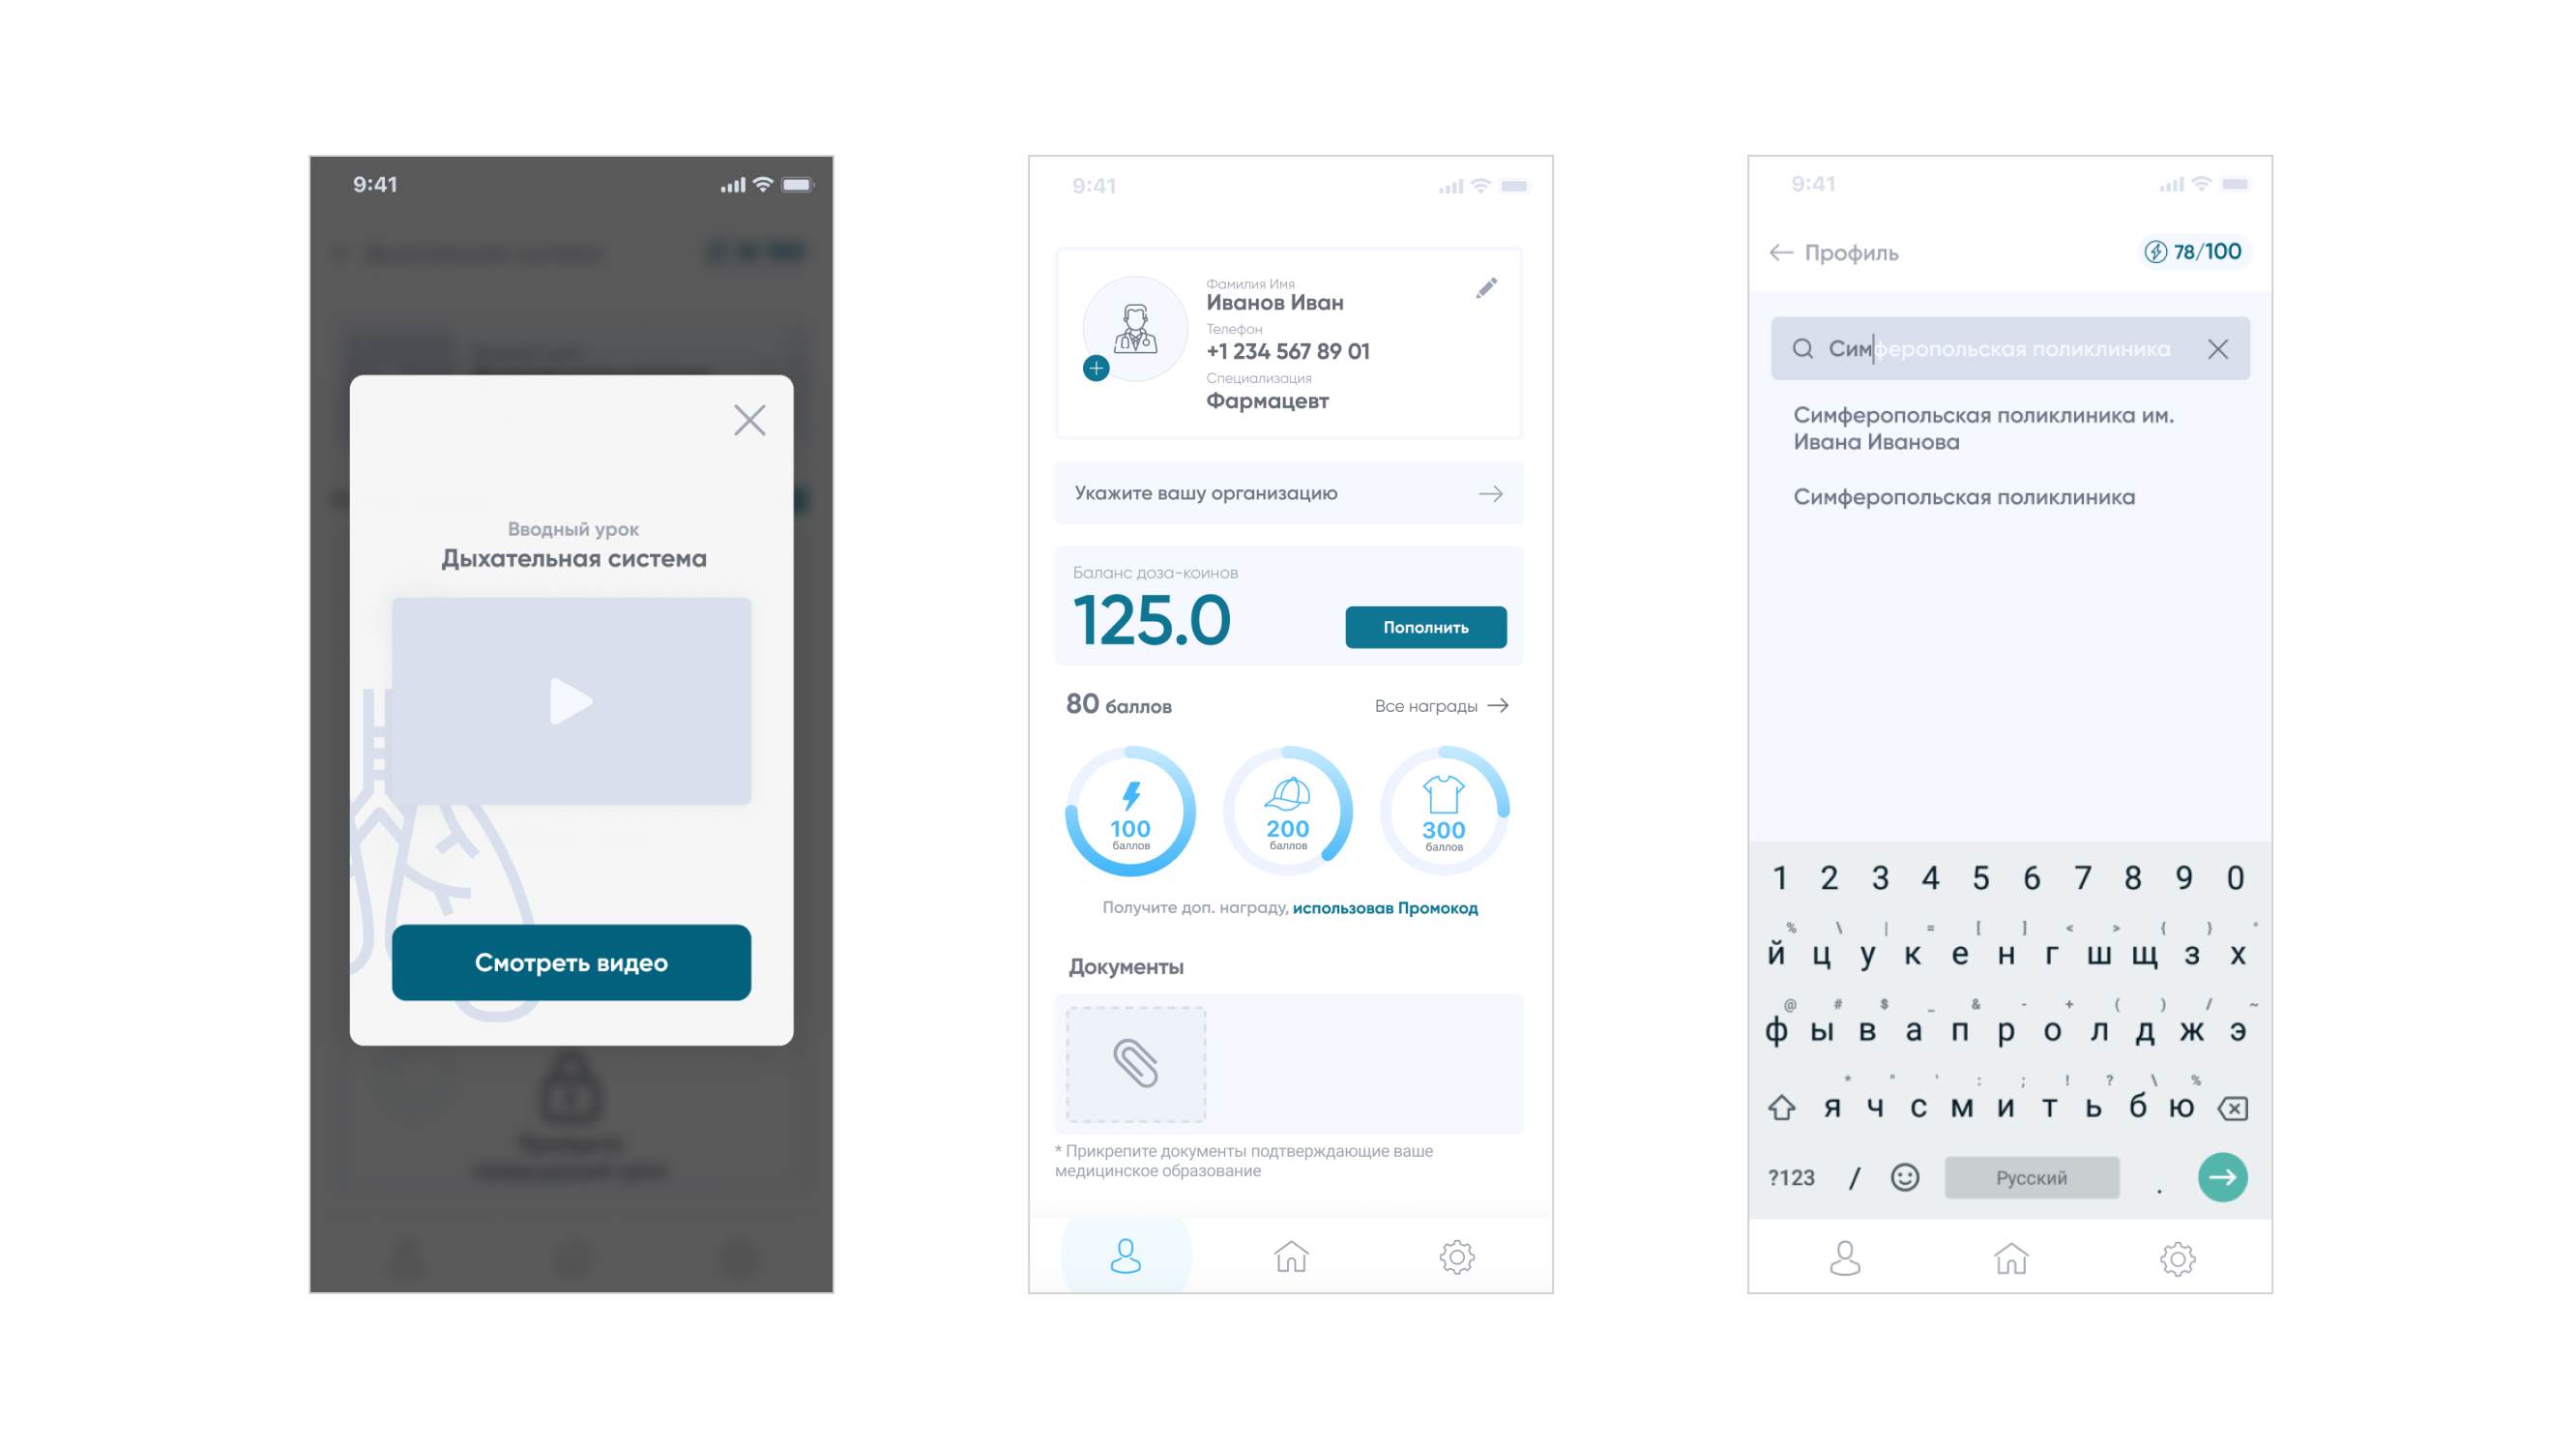 9:41
Вводный урок
Дыхательная система
Смотреть видео
9:41
Фамилия Имя
Иванов Иван
Телефон
+1 234 567 89 01
Специализация
Фармацевт
Укажите вашу организацию
Баланс доза-коинов
125.0
Пополнить
80 баллов
Все награды
100
баллов
200
баллов
300
баллов
Получите доп. награду, использовав Промокод
Документы
* Прикрепите документы подтверждающие ваше
медицинское образование
9:41
Профиль
78/100
Симферопольская поликлиника
Симферопольская поликлиника им.
Ивана Иванова
Симферопольская поликлиника
1 2 3 4 5 6 7 8 9 0
% \ | = [ ] < > { } °
й ц у к е н г ш щ з х
@ # $ _ & - + ( ) / ~
ф ы в а п р о л д ж э
* " ' : ; ! ? \ %
я ч с м и т ь б ю
?123 / Русский .